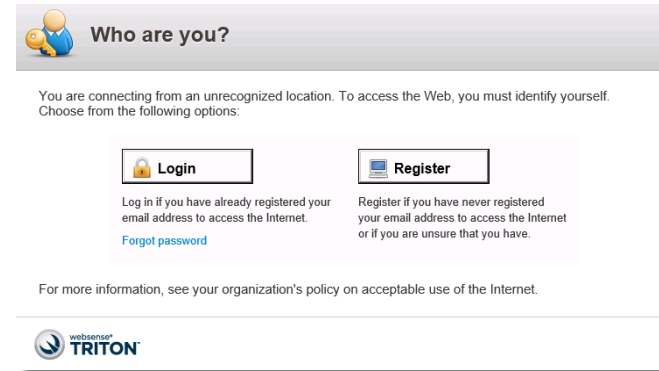 Who are you?
You are connecting from an unrecognized location. To access the Web, you must identify yourself.
Choose from the following options:
Login
Log in if you have already registered your
email address to access the Internet.
Forgot password
Register
Register if you have never registered
your email address to access the Internet
or if you are unsure that you have.
For more information, see your organization's policy on acceptable use of the Internet.
websense*
TRITON